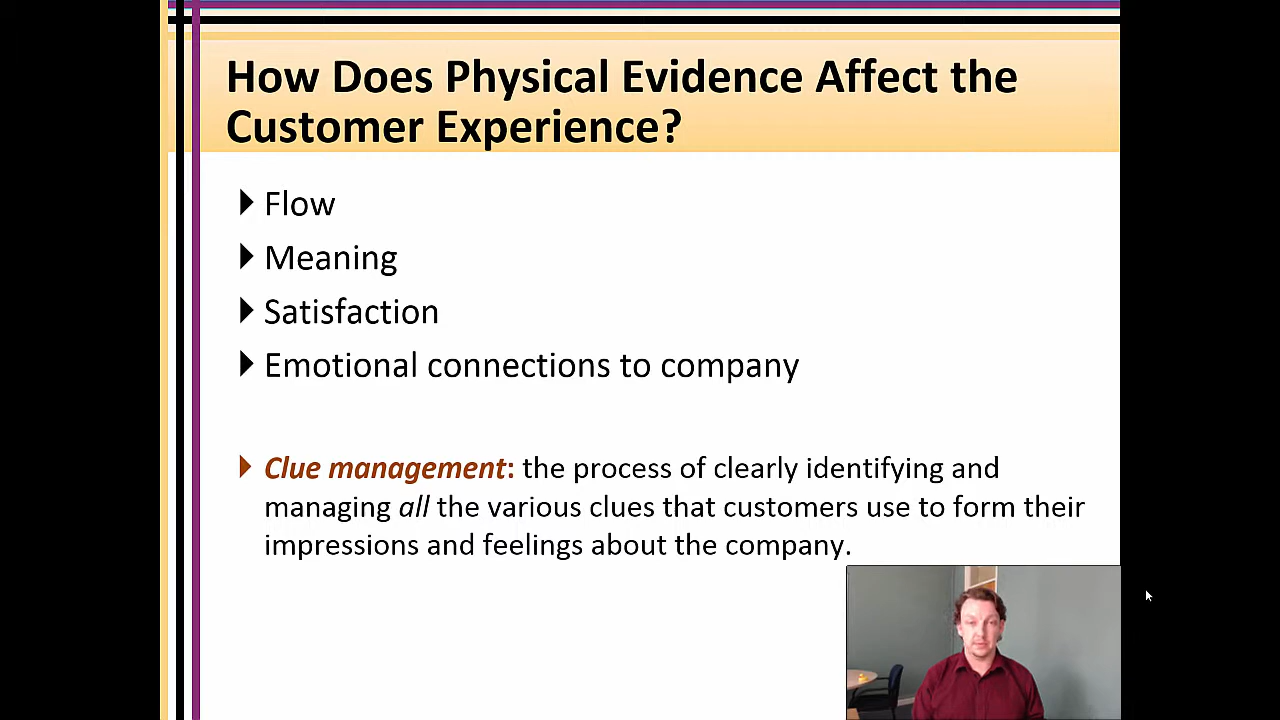 How Does Physical Evidence Affect the
Customer Experience?
Flow
Meaning
Satisfaction
Emotional connections to company
Clue management: the process of clearly identifying and
managing all the various clues that customers use to form their
impressions and feelings about the company.